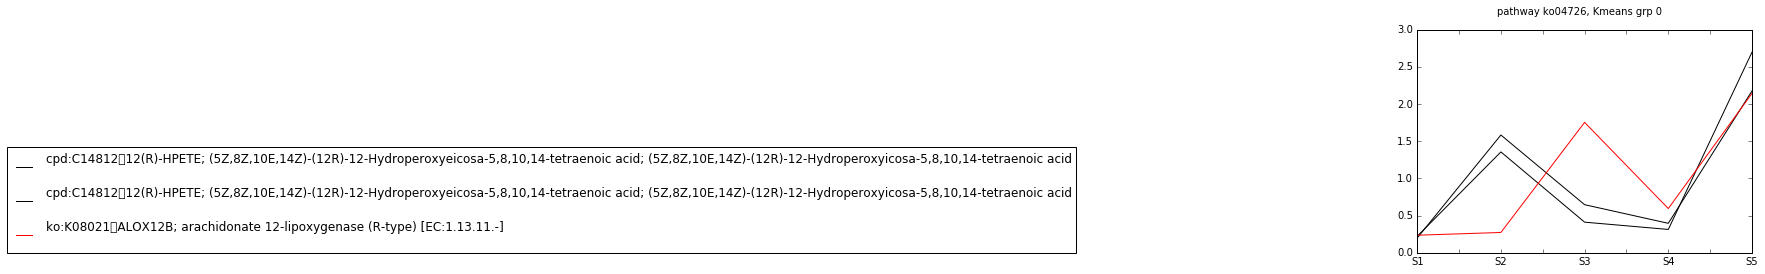 pathway ko04726, Kmeans grp 0
3.0
2.5
2.0
1.5
1.0
0.5
0.0
S1 S2 S3 S4 S5
cpd:C14812▯12(R)-HPETE; (5Z,8Z,10E,14Z)-(12R)-12-Hydroperoxyeicosa-5,8,10,14-tetraenoic acid; (5Z,8Z,10E,14Z)-(12R)-12-Hydroperoxyicosa-5,8,10,14-tetraenoic acid
cpd:C14812▯12(R)-HPETE; (5Z,8Z,10E,14Z)-(12R)-12-Hydroperoxyeicosa-5,8,10,14-tetraenoic acid; (5Z,8Z,10E,14Z)-(12R)-12-Hydroperoxyicosa-5,8,10,14-tetraenoic acid
ko:K08021▯ALOX12B; arachidonate 12-lipoxygenase (R-type) [EC:1.13.11.-]